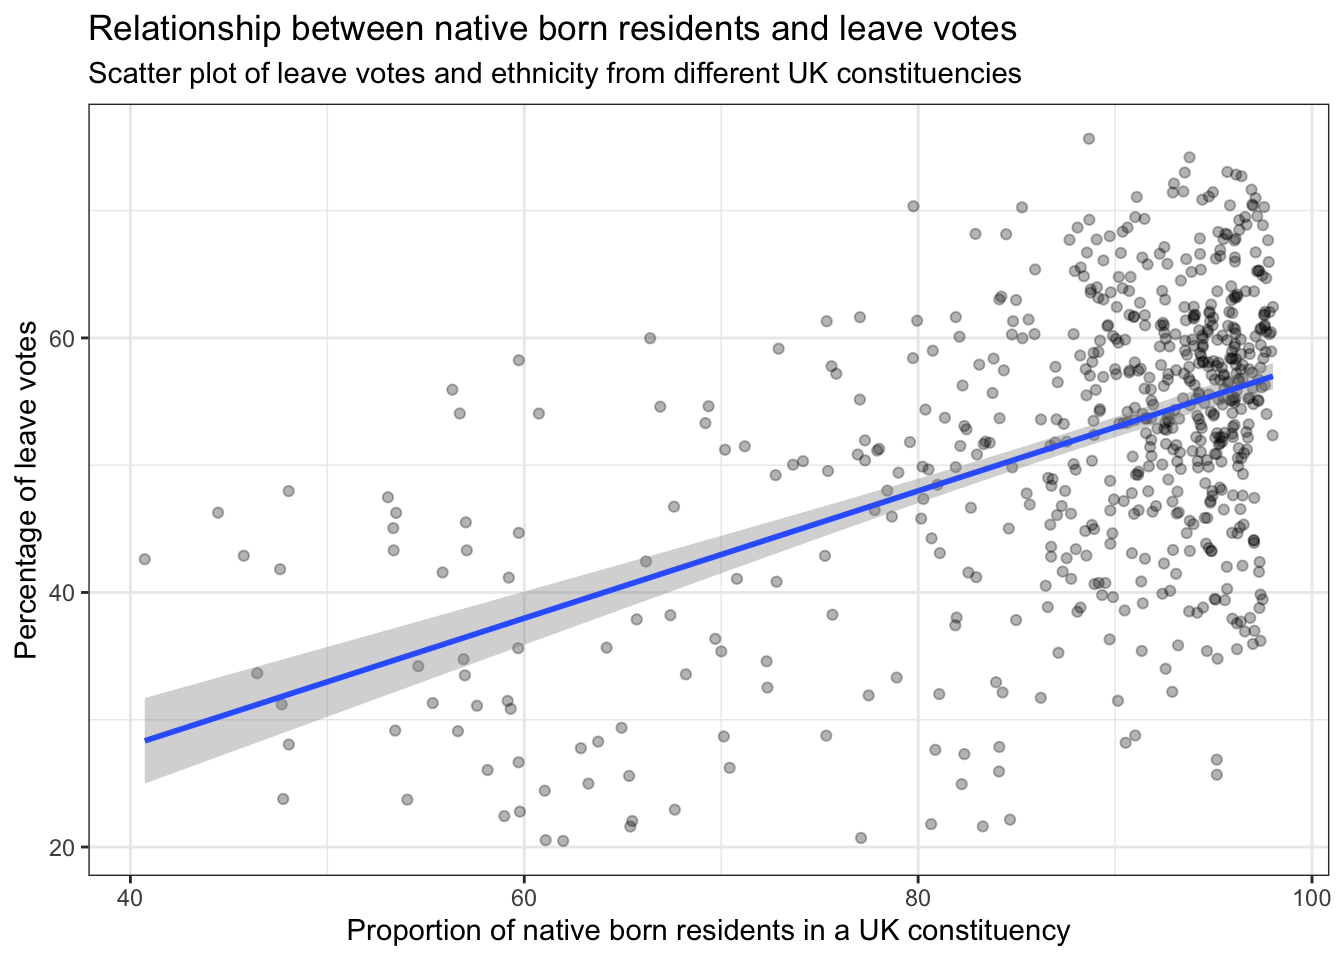 Relationship between native born residents and leave votes
Scatter plot of leave votes and ethnicity from different UK constituencies
Percentage of leave votes
60
40
20
40 60 80 100
Proportion of native born residents in a UK constituency